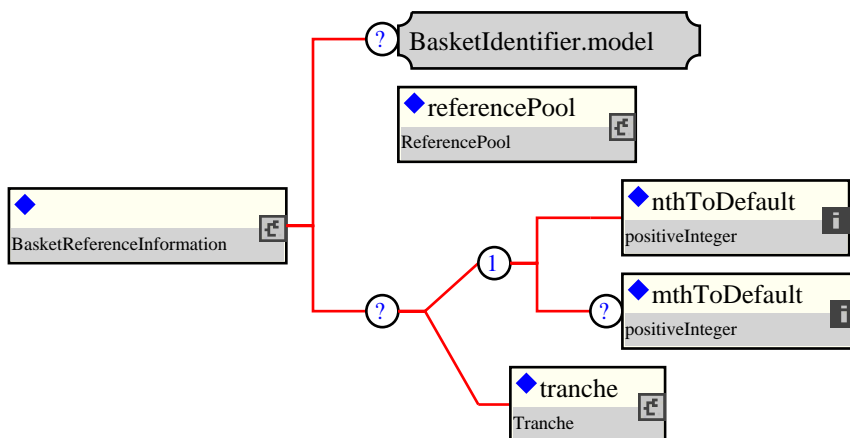 ?
BasketIdentifier.model
referencePool
ReferencePool
BasketReferenceInformation
nthToDefault
i
positiveInteger
1
?
?
mthToDefault
i
positiveInteger
tranche
Tranche